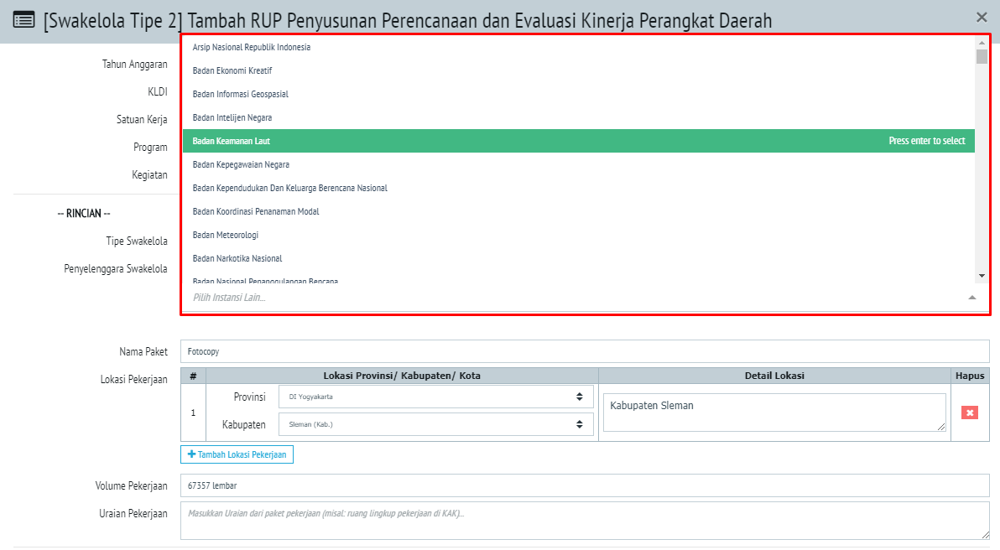 [Swakelola Tipe 2] Tambah RUP Penyusunan Perencanaan dan Evaluasi Kinerja Perangkat Daerah
Tahun Anggaran
KLDI
Satuan Kerja
Program
Kegiatan
-- RINCIAN --
Tipe Swakelola
Penyelenggara Swakelola
Arsip Nasional Republik Indonesia
Badan Ekonomi Kreatif
Badan Informasi Geospasial
Badan Intelijen Negara
Badan Keamanan Laut Press enter to select
Badan Kepegawaian Negara
Badan Kependudukan Dan Keluarga Berencana Nasional
Badan Koordinasi Penanaman Modal
Badan Meteorologi
Badan Narkotika Nasional
Badan Nasional Penanggulangan Bencana
Pilih Instansi Lain...
Nama Paket Fotocopy
Lokasi Pekerjaan
# Lokasi Provinsi/ Kabupaten/ Kota Detail Lokasi Hapus
1 Provinsi DI Yogyakarta Kabupaten Sleman
Kabupaten Sleman (Kab.)
Tambah Lokasi Pekerjaan
Volume Pekerjaan 67357 lembar
Uraian Pekerjaan Masukkan Uraian dari paket pekerjaan (misal: ruang lingkup pekerjaan di KAK)...